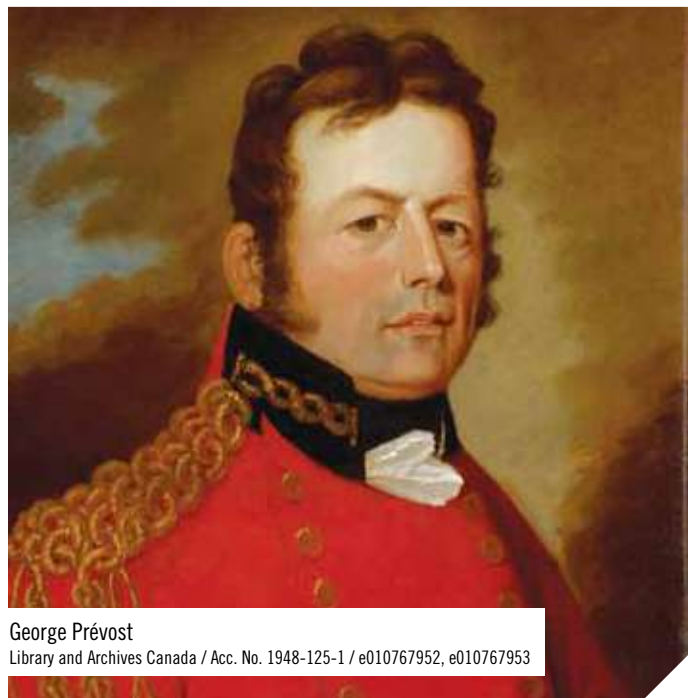 George Prévost
Library and Archives Canada / Acc. No. 1948-125-1 / e010767952, e010767953